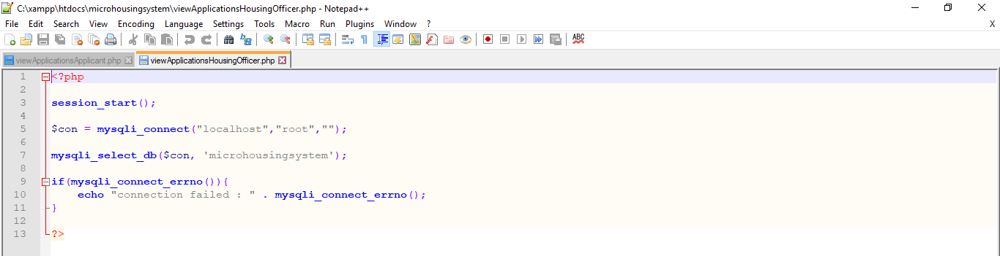 C:\xampp\htdocs\microhousingsystem\viewApplicationsHousingOfficer.php - Notepad++
File Edit Search View Encoding Language Settings Tools Macro Run Plugins Window ? X
ABC
viewApplicationsApplicant.php viewApplicationsHousingOfficer.php
1 <?php
2
3 session_start();
4
5 $con = mysqli_connect("localhost","root","");
6
7 mysqli_select_db($con, 'microhousingsystem');
8
9 if(mysqli_connect_errno()){
10 echo "connection failed : " . mysqli_connect_errno();
11 }
12
13 ?>